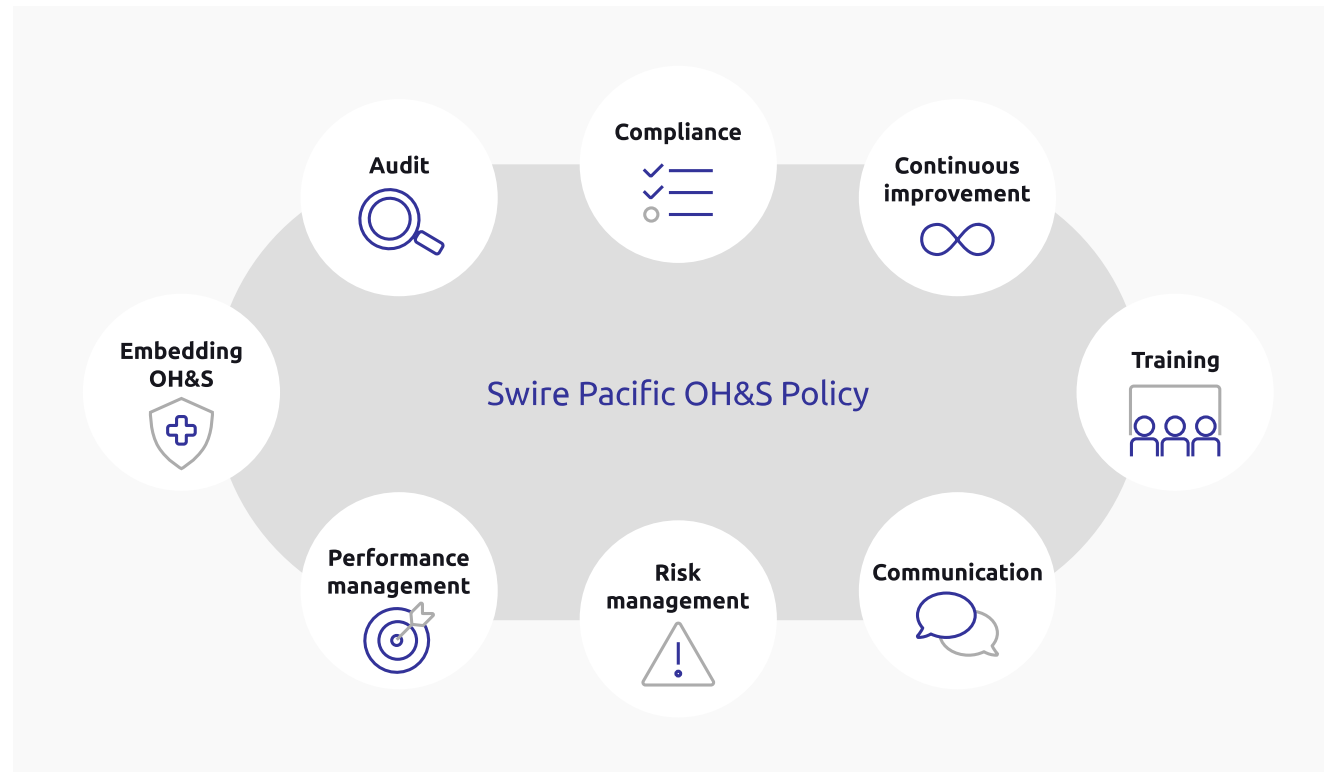 Compliance
Audit
Continuous
improvement
Embedding
OH&S
Training
Swire Pacific OH&S Policy
Performance
management
Risk
management
Communication